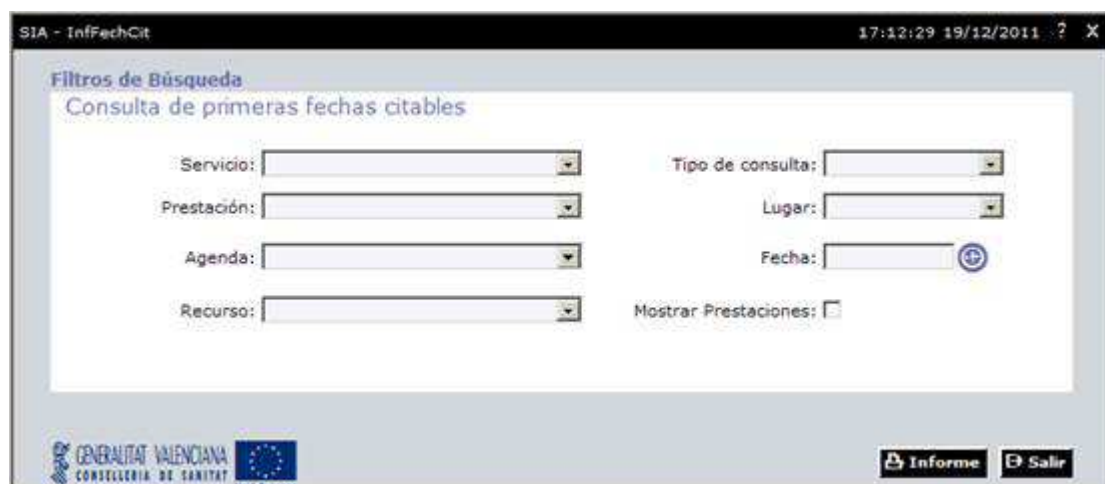 SIA - InfFechCit 17:12:29 19/12/2011 ? X
Filtros de Búsqueda
Consulta de primeras fechas citables
Servicio: Tipo de consulta:
Prestación: Lugar:
Agenda: Fecha:
Recurso: Mostrar Prestaciones:
GENERALITAT VALENCIANA
CONSELLERIA DE SANITAT
Informe Salir